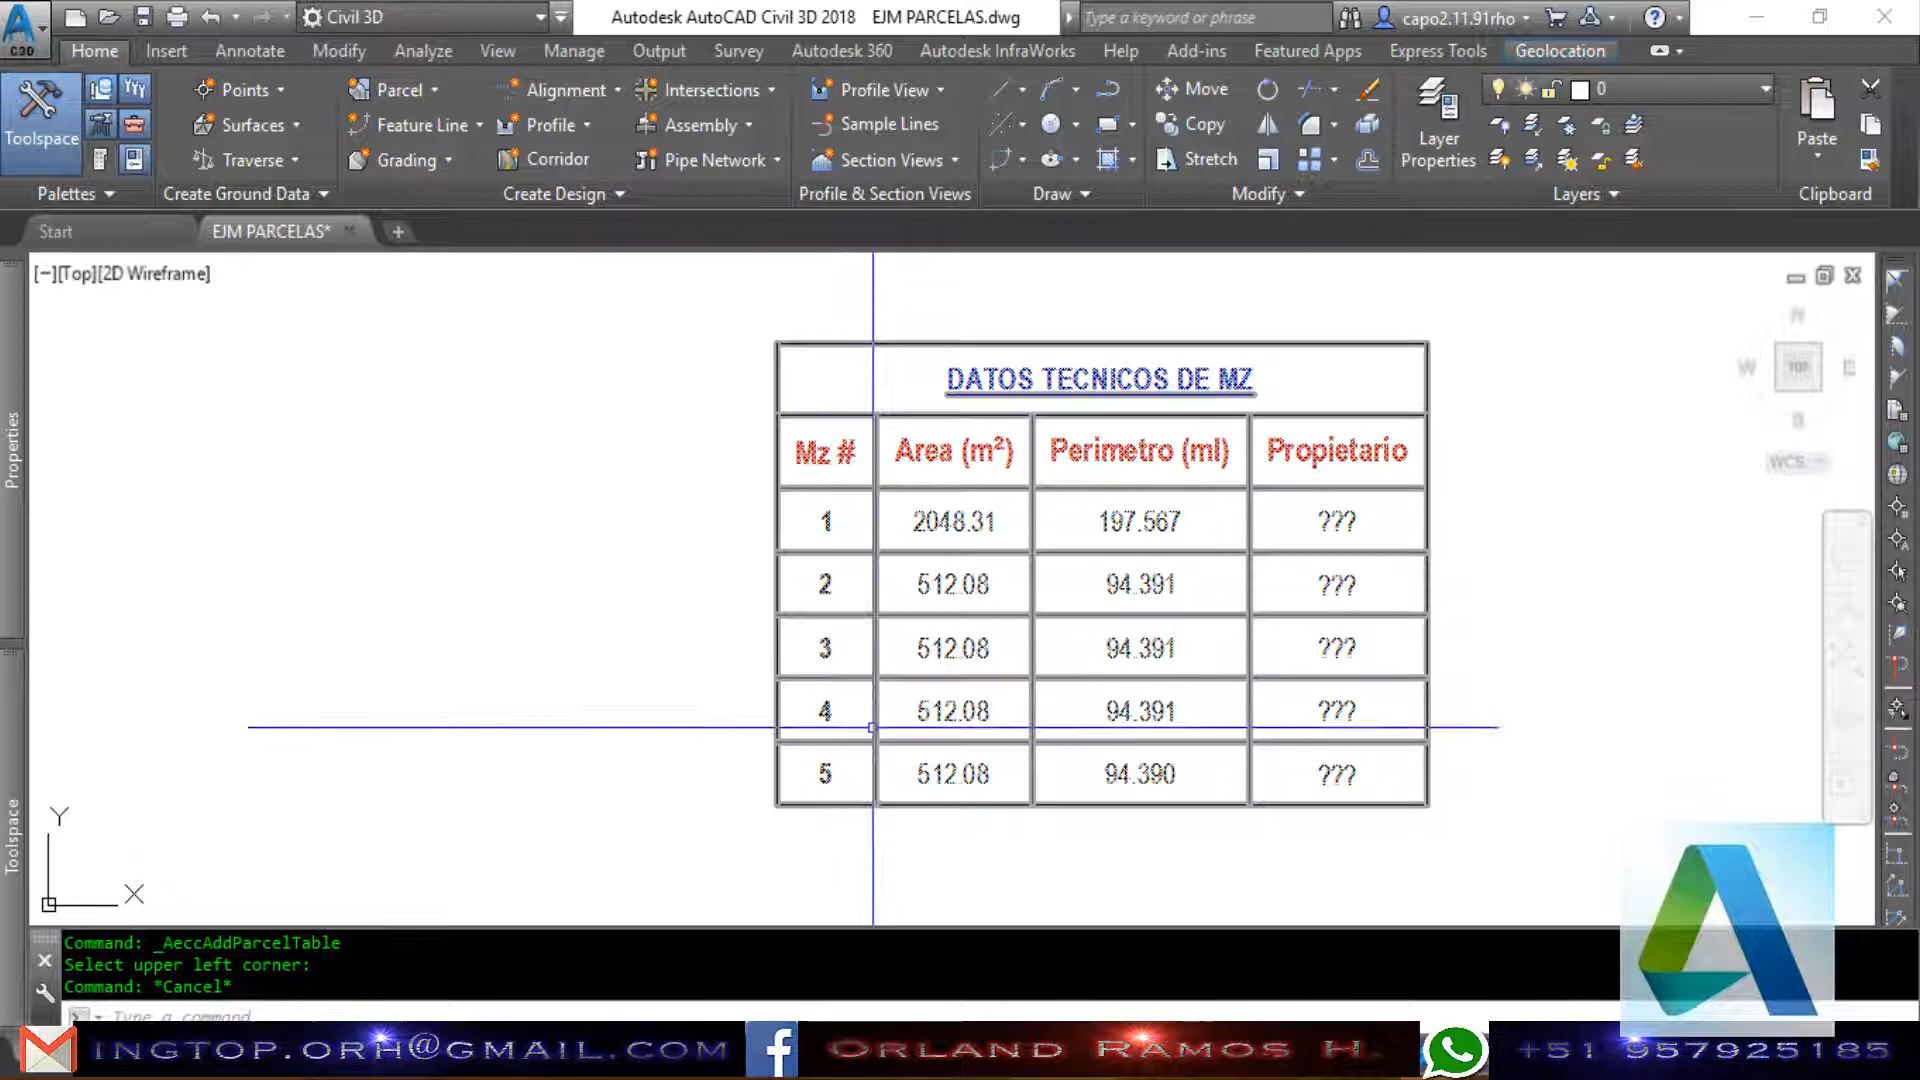 C3D
Civil 3D
Autodesk AutoCAD Civil 3D 2018 EJM PARCELAS.dwg
Type a keyword or phrase
capo2.11.91rho
Home Insert Annotate Modify Analyze View Manage Output Survey Autodesk 360 Autodesk InfraWorks Help Add-ins Featured Apps Express Tools Geolocation
Points Parcel Alignment Intersections Profile View Move 0
Toolspace Surfaces Feature Line Profile Assembly Sample Lines Copy Layer Paste
Traverse Grading Corridor Pipe Network Section Views Stretch Properties
Palettes Create Ground Data Create Design Profile & Section Views Draw Modify Layers Clipboard
Start EJM PARCELAS*
[−][Top][2D Wireframe]
N
W TOP E
WCS
Properties
Toolspace
DATOS TECNICOS DE MZ
Mz # Area (m²) Perimetro (ml) Propietario
1 2048.31 197.567 ???
2 512.08 94.391 ???
3 512.08 94.391 ???
4 512.08 94.391 ???
5 512.08 94.390 ???
Y
X
Command: _AeccAddParcelTable
Select upper left corner:
Command: *Cancel*
Type a command
INGTOP.ORH@GMAIL.COM ORLAND RAMOS H. +51 957925185